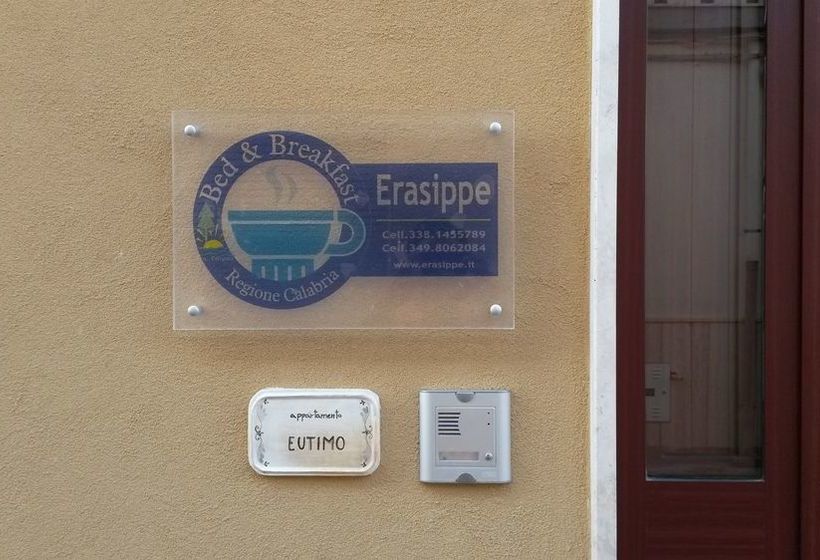 Bed & Breakfast
Regione Calabria
Erasippe
Cell.338.1455789
Cell.349.8062084
www.erasippe.it
appartamento
EUTIMO